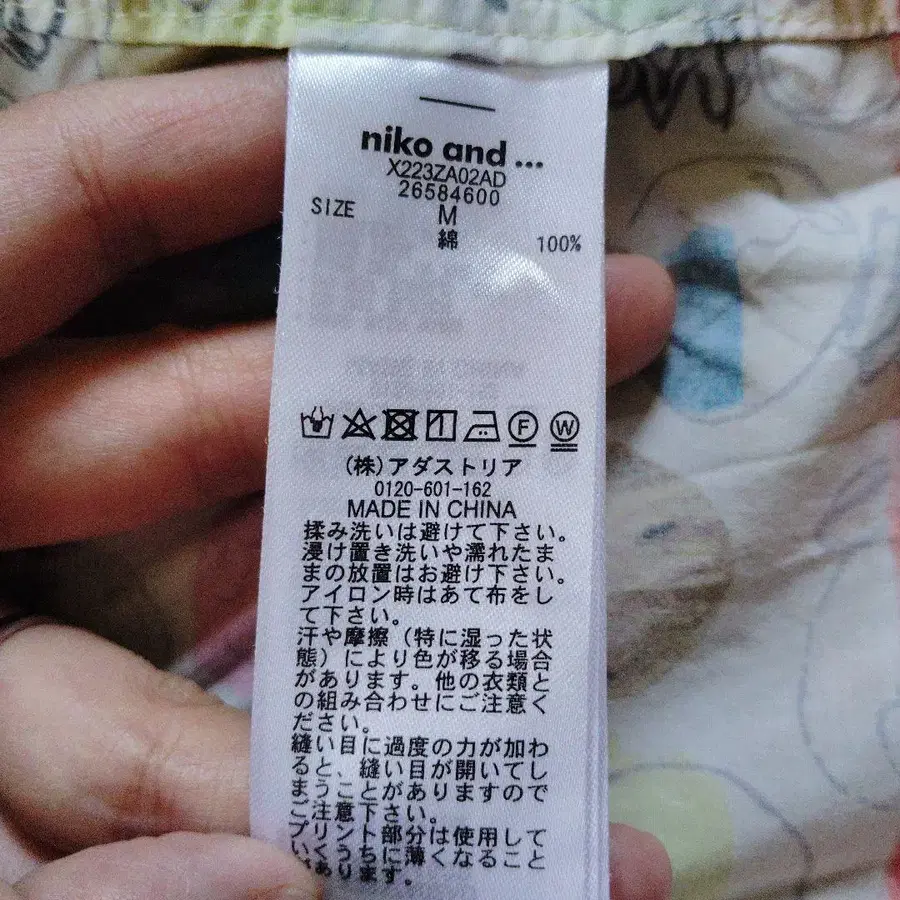 niko and ...
X223ZA02AD
26584600
SIZE M
綿 100%
F W
(株)アダストリア
0120-601-162
MADE IN CHINA
揉み洗いは避けて下さい。
浸け置き洗いや濡れたま
まの放置はお避け下さい。
アイロン時はあて布をし
て下さい。
汗や摩擦（特に湿った状
態）により色が移る場合
があります。他の衣類と
の組み合わせにご注意く
ださい。
縫い目に過度の力が加わ
ると、縫い目が開いてし
まうことがありますので
ご注意下さい。
プリント部分は使用して
いくうちに薄くなること
があります。